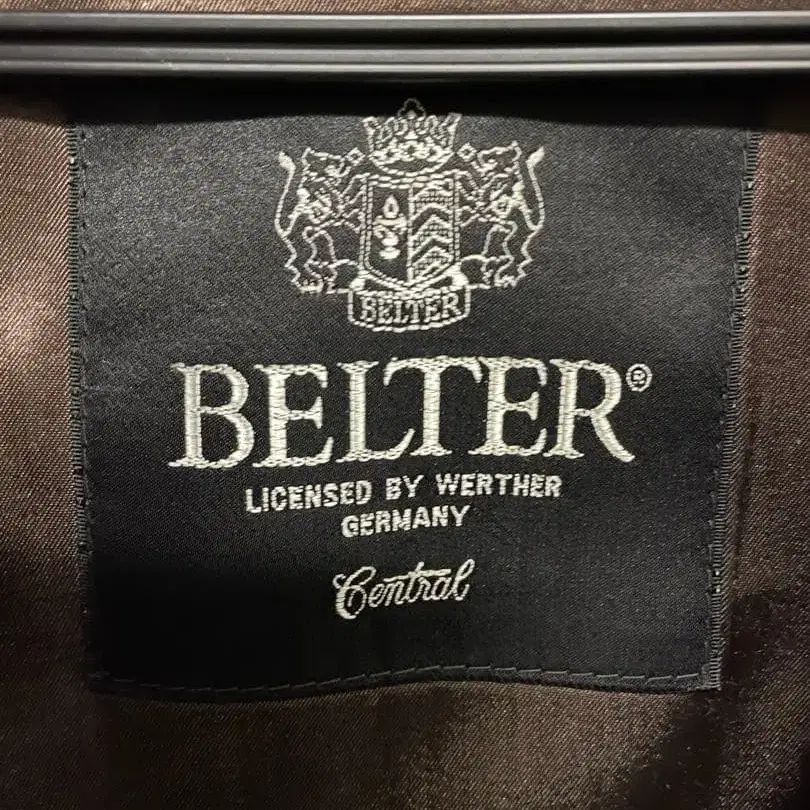 BELTER
BELTER®
LICENSED BY WERTHER
GERMANY
Central